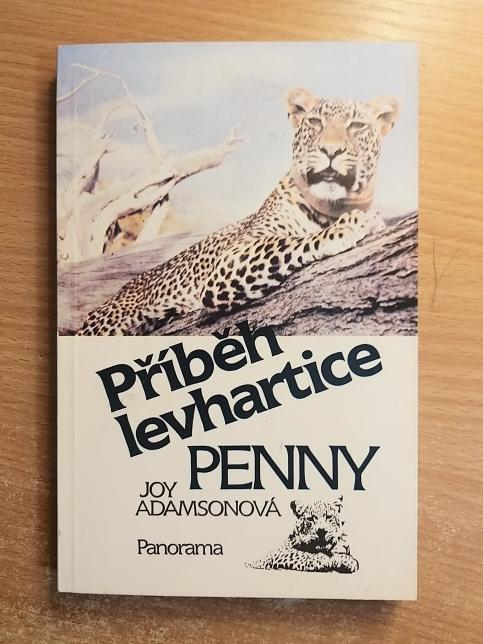 Příběh
levhartice
PENNY
JOY
ADAMSONOVÁ
Panorama